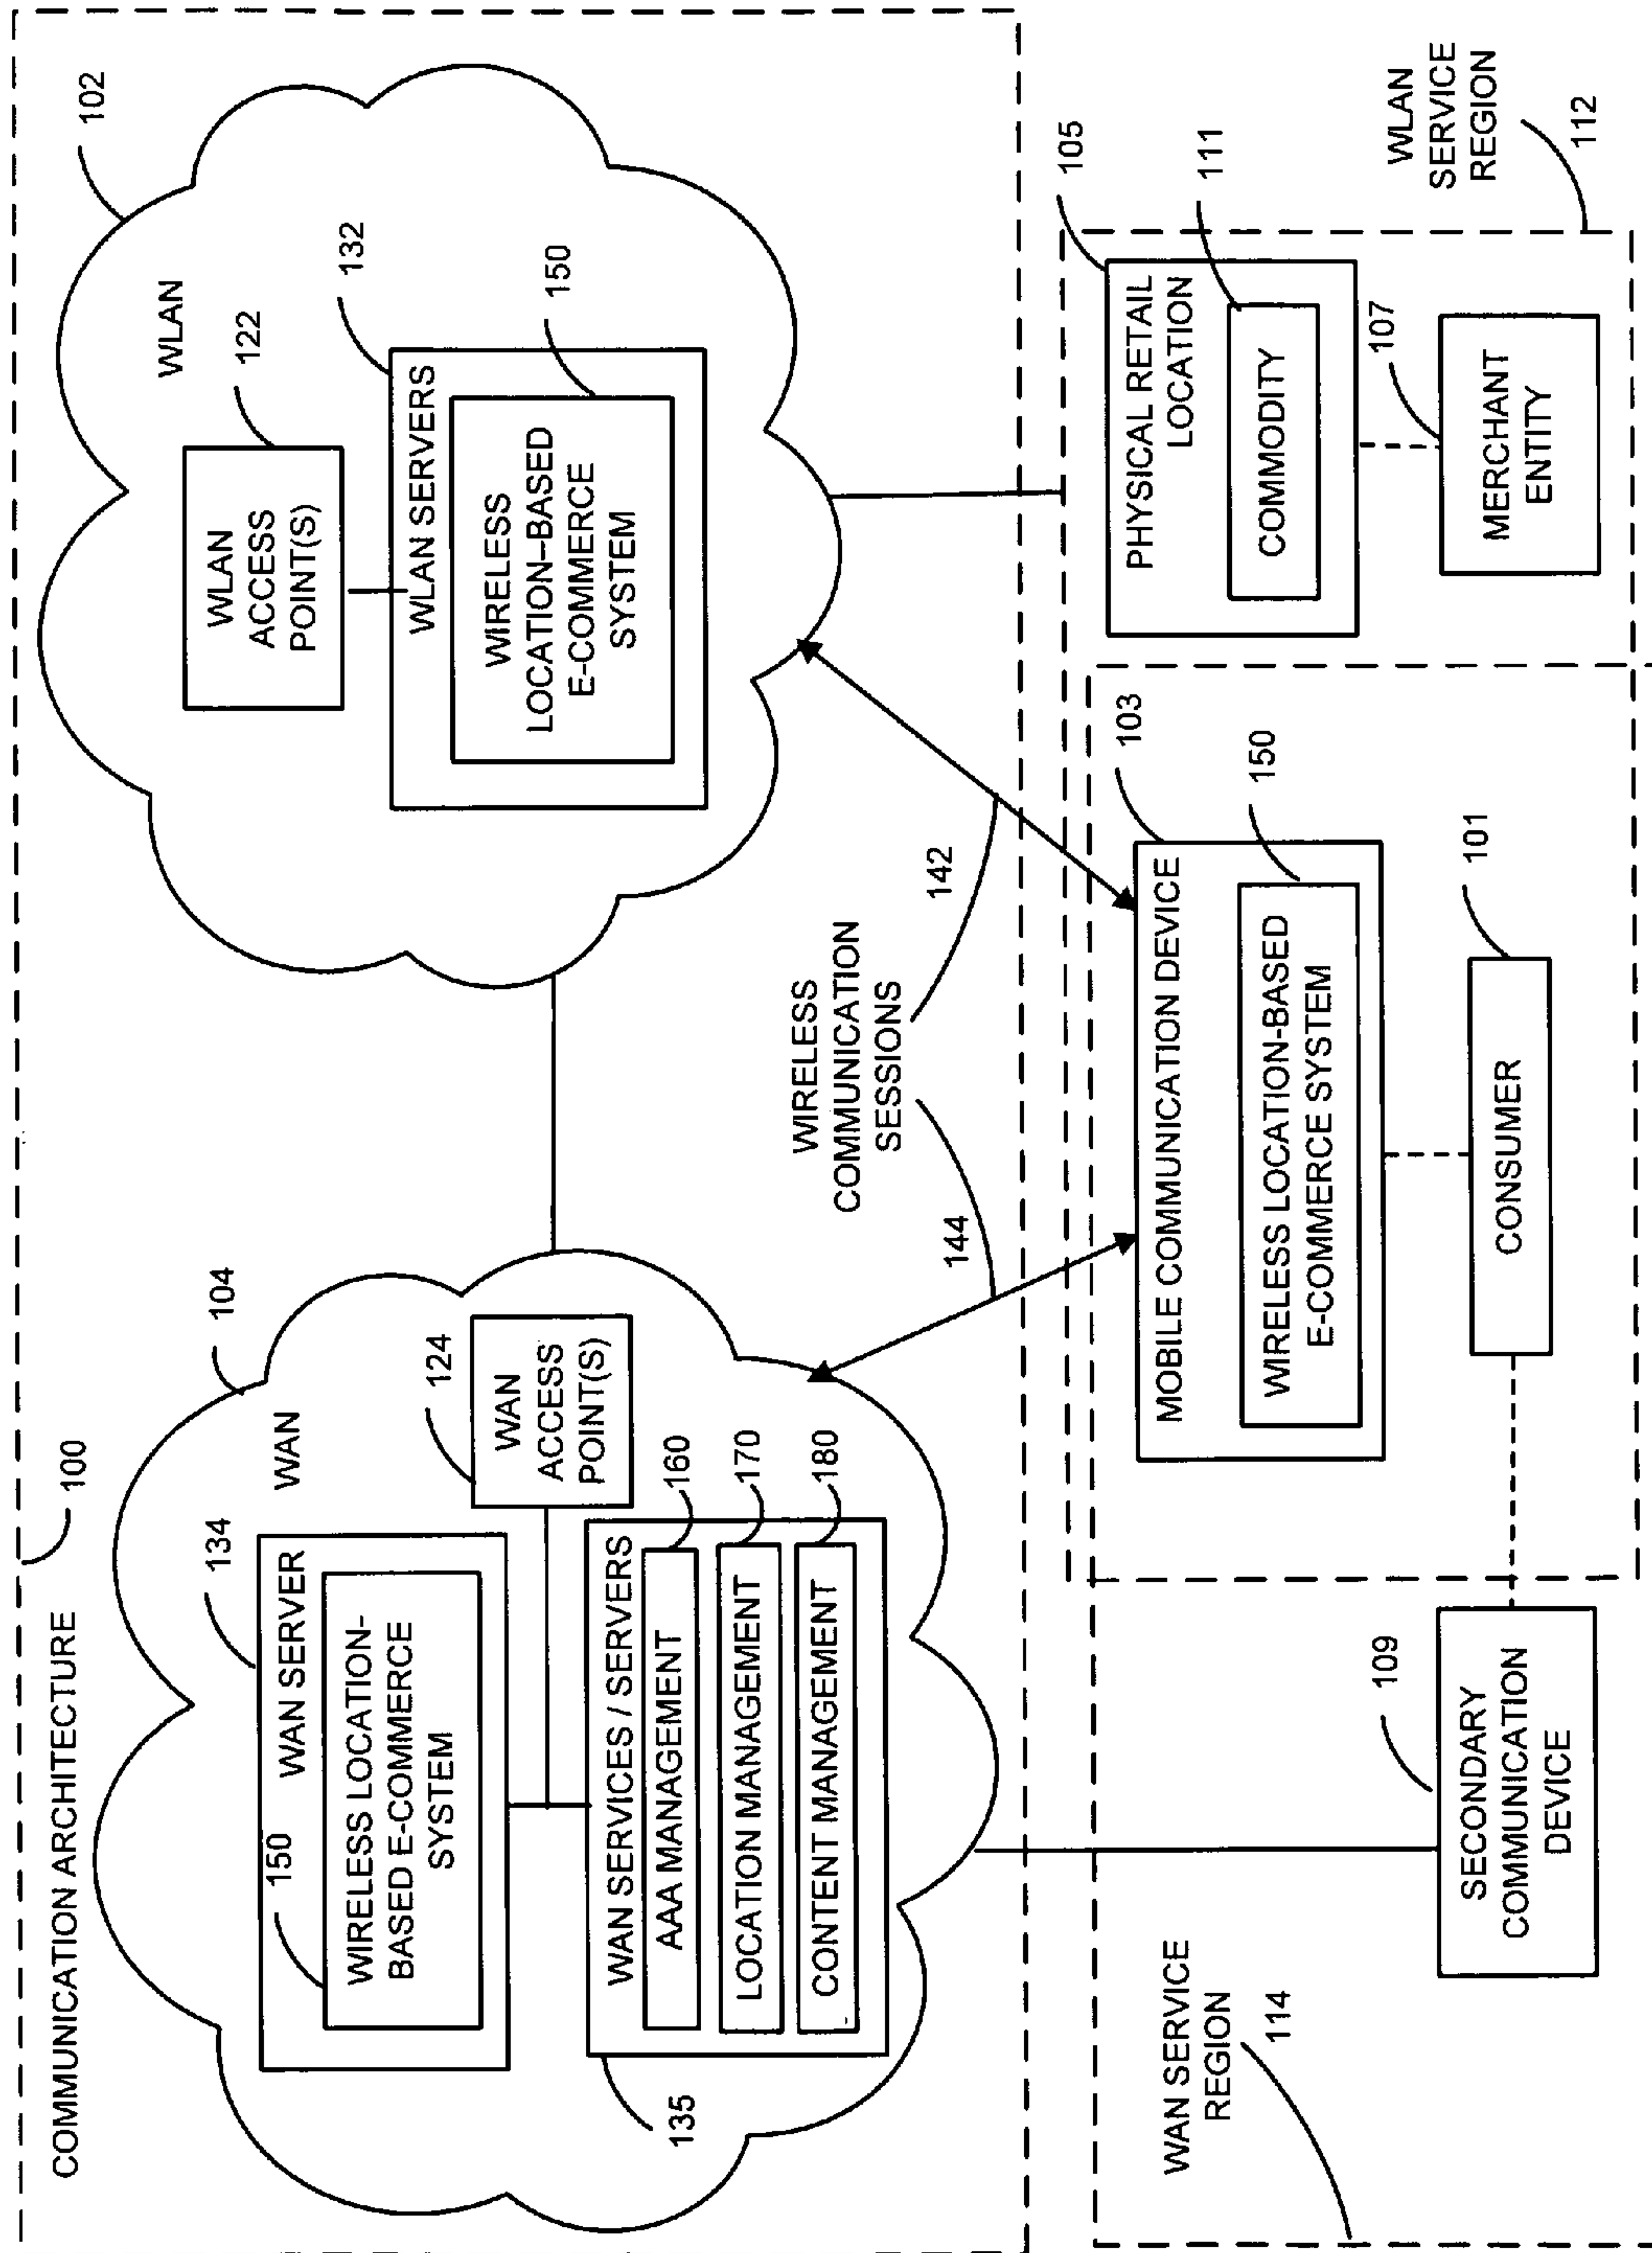 COMMUNICATION ARCHITECTURE
100
WAN
104
134
WAN SERVER
150
WIRELESS LOCATION-
BASED E-COMMERCE
SYSTEM
124
WAN
ACCESS
POINT(S)
135
WAN SERVICES / SERVERS
AAA MANAGEMENT
160
LOCATION MANAGEMENT
170
CONTENT MANAGEMENT
180
102
WLAN
122
WLAN
ACCESS
POINT(S)
132
WLAN SERVERS
150
WIRELESS
LOCATION-BASED
E-COMMERCE
SYSTEM
WIRELESS
COMMUNICATION
SESSIONS
144
142
WAN SERVICE
REGION
114
109
SECONDARY
COMMUNICATION
DEVICE
103
MOBILE COMMUNICATION DEVICE
150
WIRELESS LOCATION-BASED
E-COMMERCE SYSTEM
101
CONSUMER
105
PHYSICAL RETAIL
LOCATION
111
COMMODITY
107
MERCHANT
ENTITY
WLAN
SERVICE
REGION
112